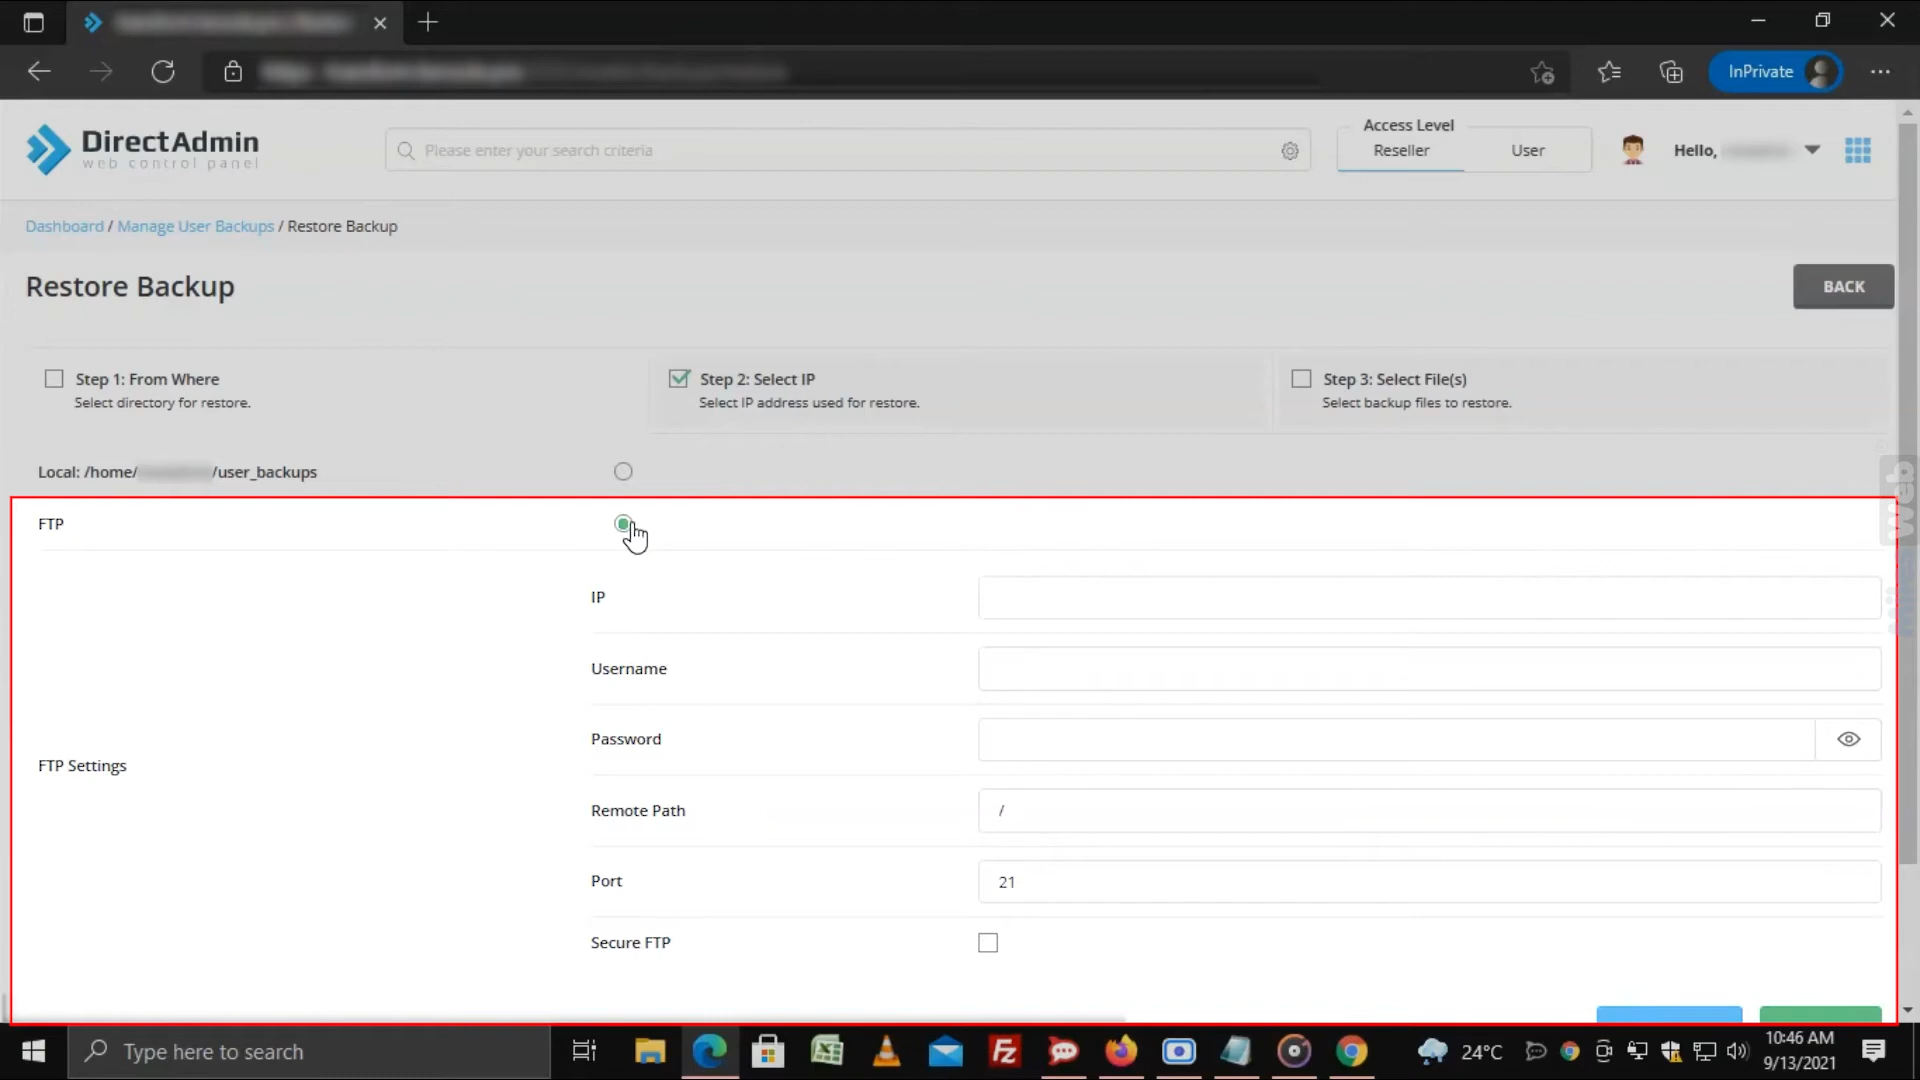 InPrivate
DirectAdmin
web control panel
Please enter your search criteria
Access Level
Reseller
User
Hello,
Dashboard / Manage User Backups / Restore Backup
Restore Backup
BACK
Step 1: From Where
Select directory for restore.
Step 2: Select IP
Select IP address used for restore.
Step 3: Select File(s)
Select backup files to restore.
Local: /home/ /user_backups
FTP
IP
Username
Password
FTP Settings
Remote Path
/
Port
21
Secure FTP
Web
Type here to search
24°C
10:46 AM
9/13/2021